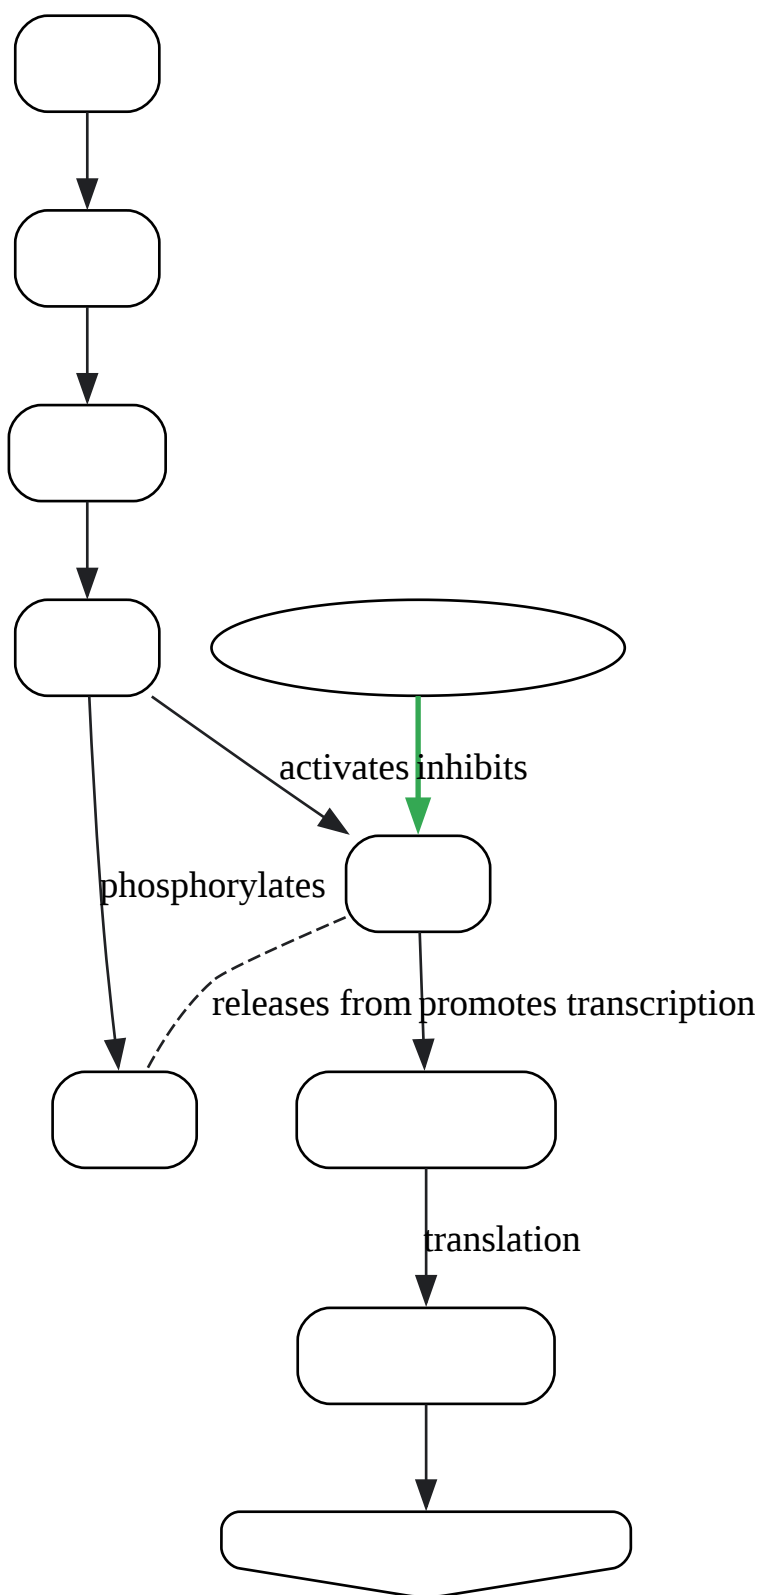 activates
inhibits
phosphorylates
releases from
promotes transcription
translation